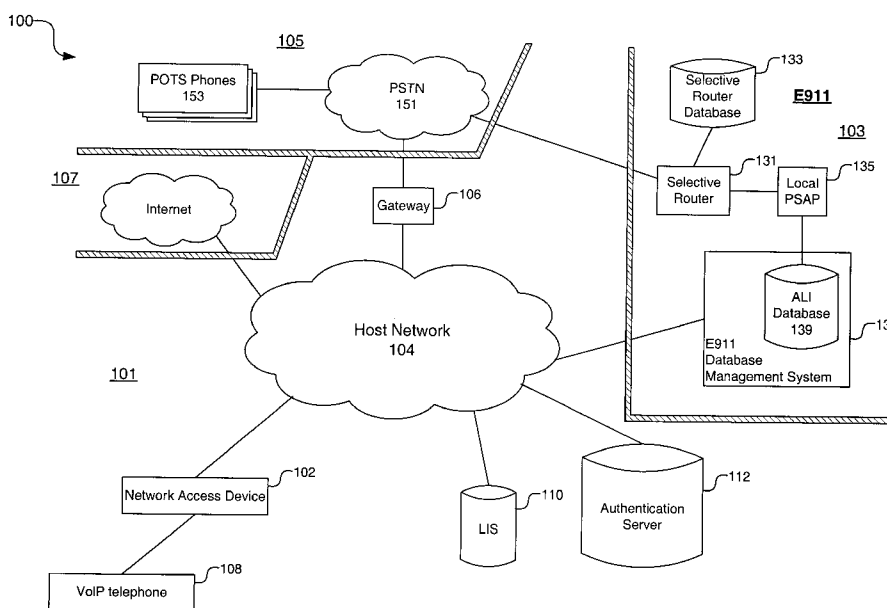 100
105
POTS Phones
153
PSTN
151
133
Selective
Router
Database
E911
103
131
135
Selective
Router
Local
PSAP
107
Internet
Gateway
106
Host Network
104
ALI
Database
139
E911
Database
Management System
101
102
Network Access Device
110
LIS
112
Authentication
Server
108
VoIP telephone